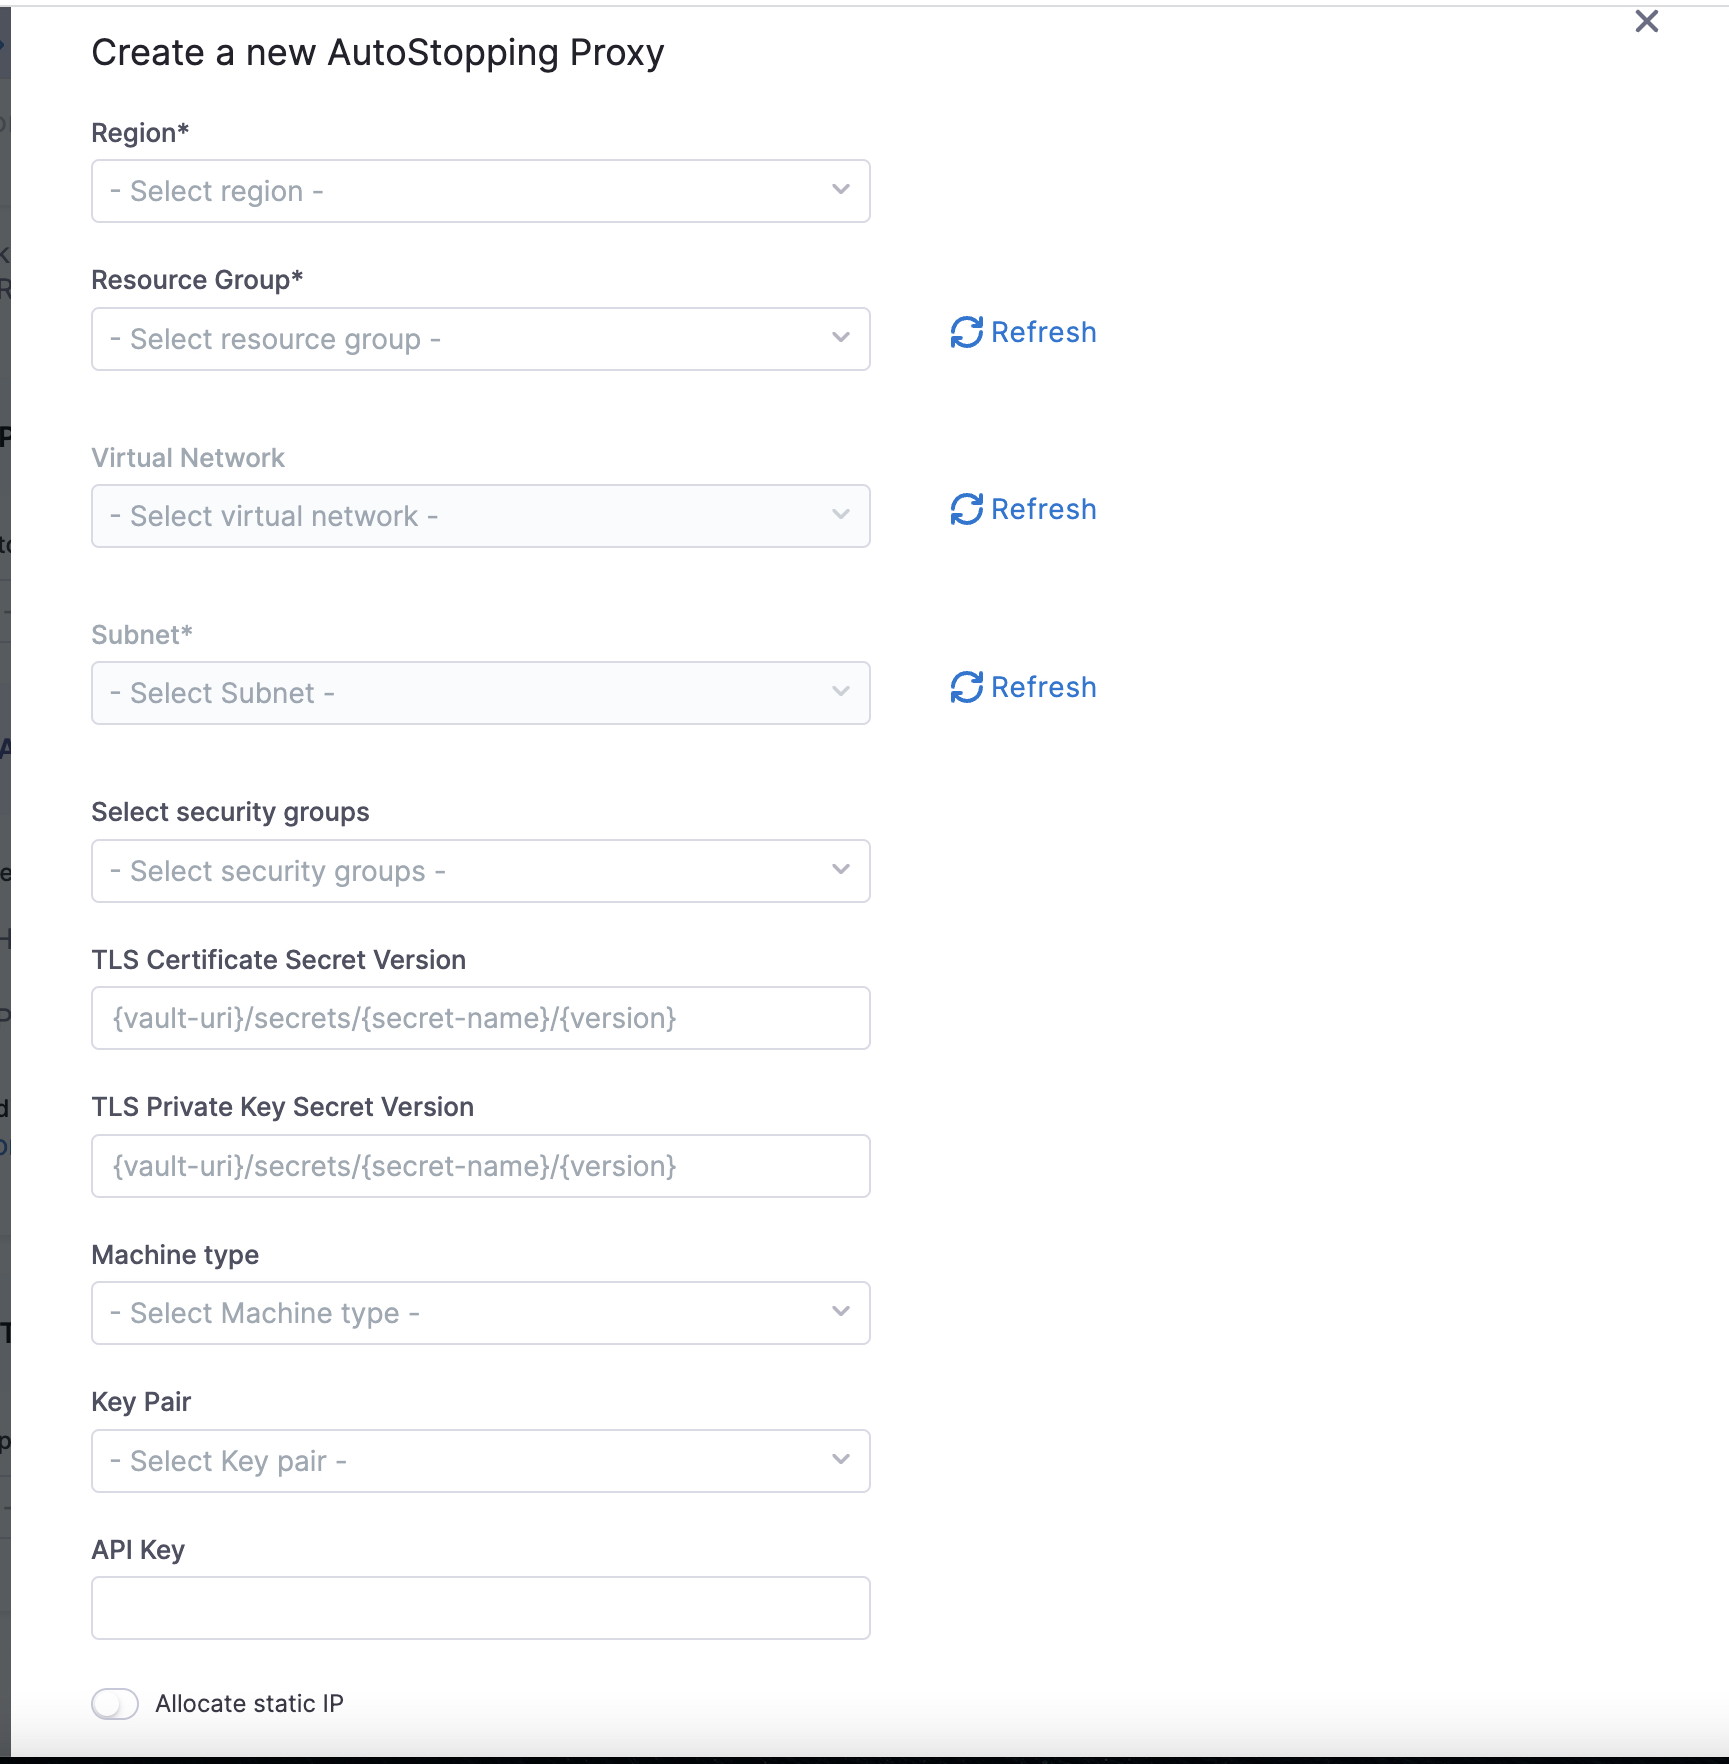 Create a new AutoStopping Proxy
Region*
- Select region -
Resource Group*
- Select resource group -
Refresh
Virtual Network
- Select virtual network -
Refresh
Subnet*
- Select Subnet -
Refresh
Select security groups
- Select security groups -
TLS Certificate Secret Version
{vault-uri}/secrets/{secret-name}/{version}
TLS Private Key Secret Version
{vault-uri}/secrets/{secret-name}/{version}
Machine type
- Select Machine type -
Key Pair
- Select Key pair -
API Key
Allocate static IP